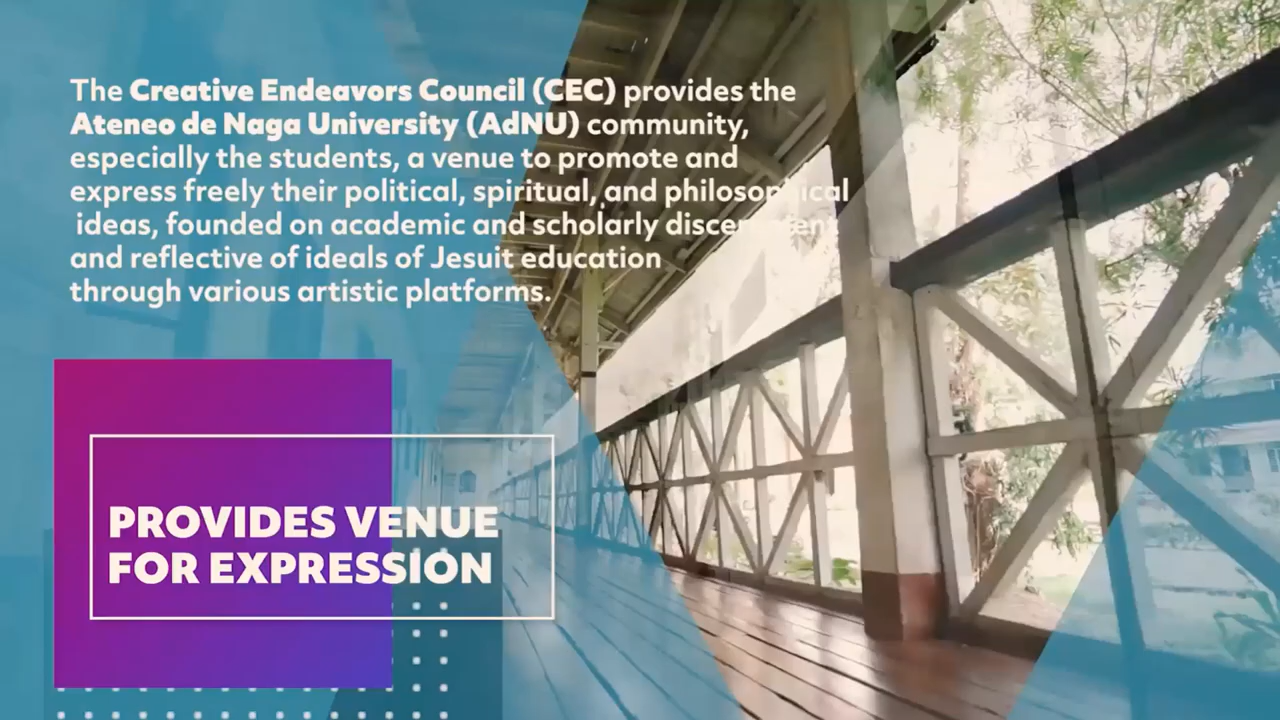 The Creative Endeavors Council (CEC) provides the
Ateneo de Naga University (AdNU) community,
especially the students, a venue to promote and
express freely their political, spiritual, and philosophical
ideas, founded on academic and scholarly discernment
and reflective of ideals of Jesuit education
through various artistic platforms.
PROVIDES VENUE
FOR EXPRESSION